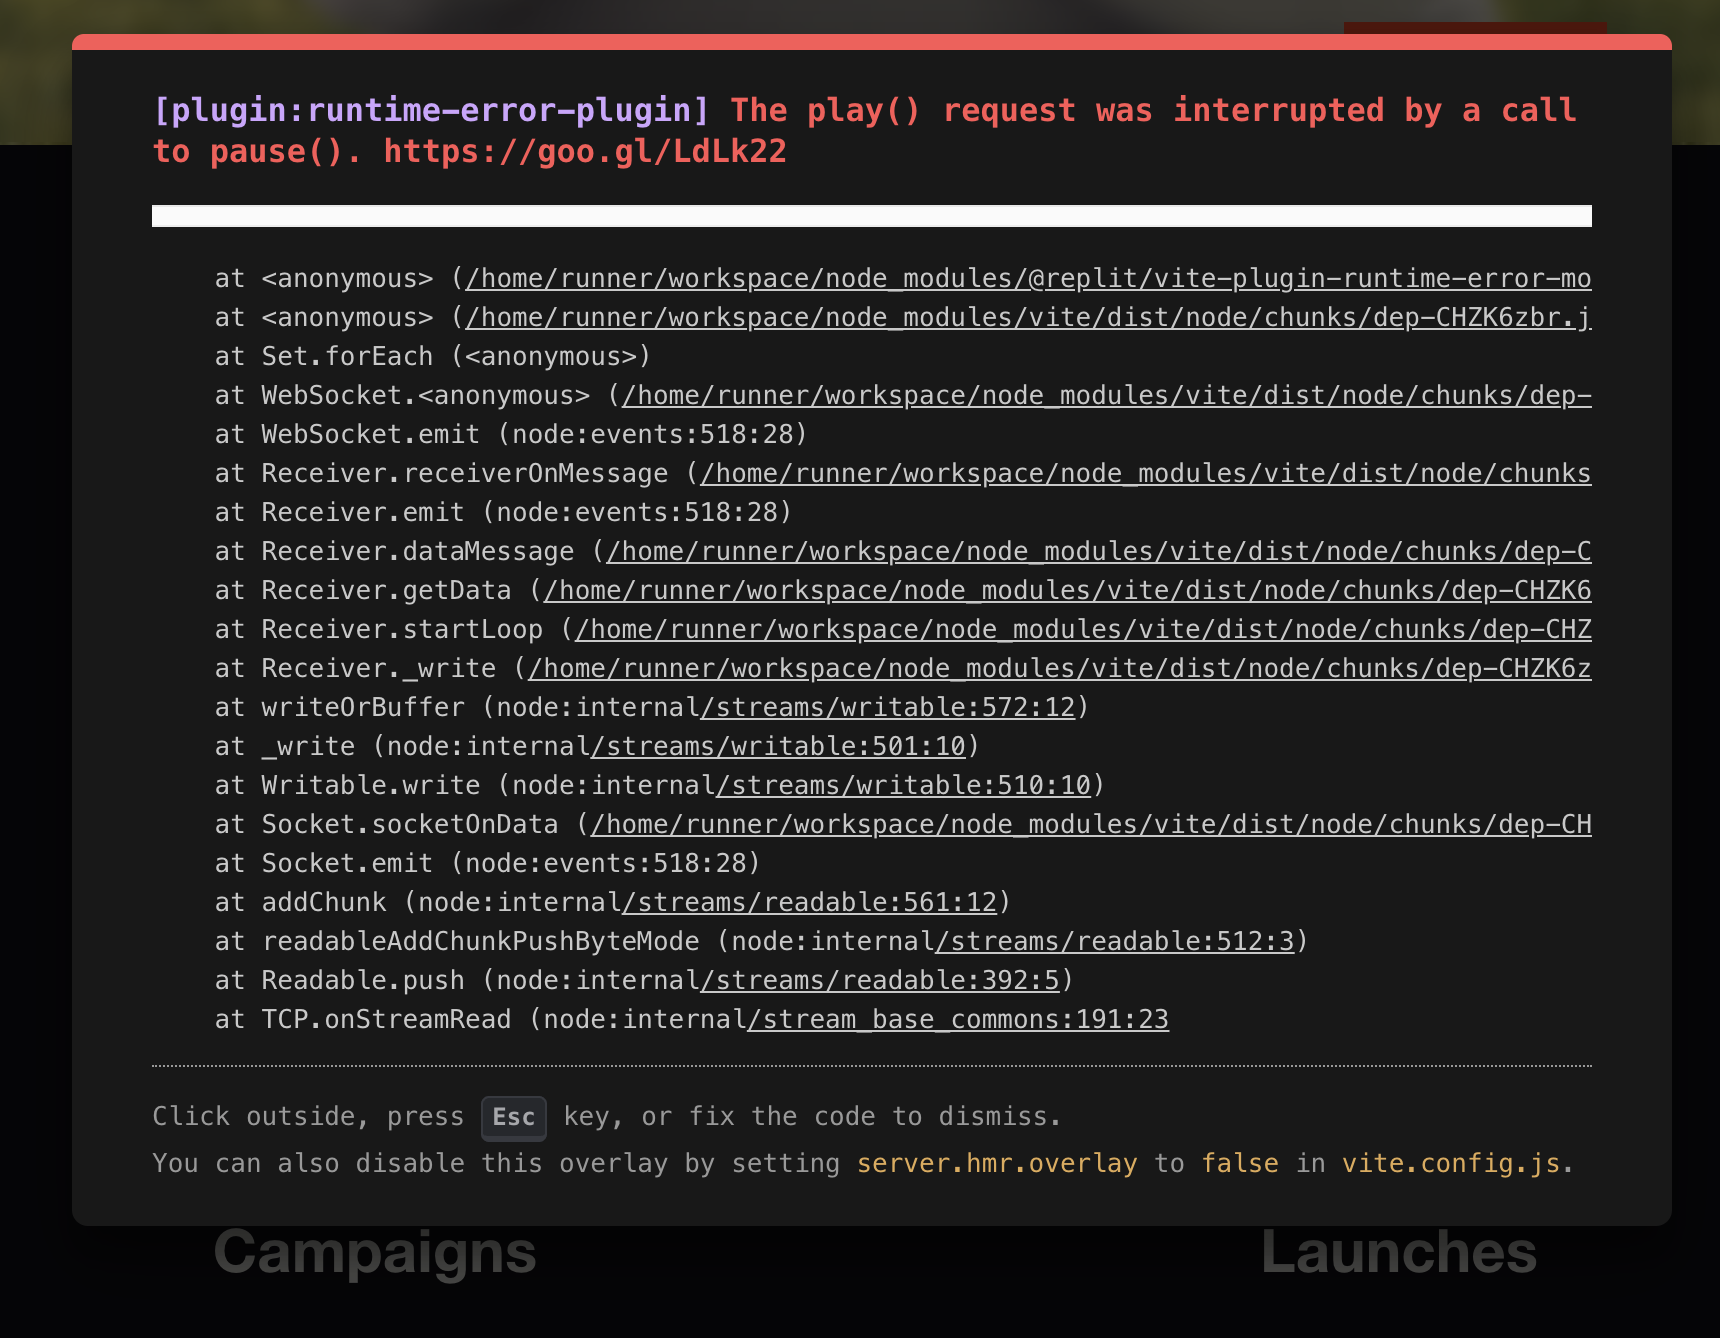 [plugin:runtime-error-plugin] The play() request was interrupted by a call
to pause(). https://goo.gl/LdLk22
at <anonymous> (/home/runner/workspace/node_modules/@replit/vite-plugin-runtime-error-mo
at <anonymous> (/home/runner/workspace/node_modules/vite/dist/node/chunks/dep-CHZK6zbr.j
at Set.forEach (<anonymous>)
at WebSocket.<anonymous> (/home/runner/workspace/node_modules/vite/dist/node/chunks/dep-
at WebSocket.emit (node:events:518:28)
at Receiver.receiverOnMessage (/home/runner/workspace/node_modules/vite/dist/node/chunks
at Receiver.emit (node:events:518:28)
at Receiver.dataMessage (/home/runner/workspace/node_modules/vite/dist/node/chunks/dep-C
at Receiver.getData (/home/runner/workspace/node_modules/vite/dist/node/chunks/dep-CHZK6
at Receiver.startLoop (/home/runner/workspace/node_modules/vite/dist/node/chunks/dep-CHZ
at Receiver._write (/home/runner/workspace/node_modules/vite/dist/node/chunks/dep-CHZK6z
at writeOrBuffer (node:internal/streams/writable:572:12)
at _write (node:internal/streams/writable:501:10)
at Writable.write (node:internal/streams/writable:510:10)
at Socket.socketOnData (/home/runner/workspace/node_modules/vite/dist/node/chunks/dep-CH
at Socket.emit (node:events:518:28)
at addChunk (node:internal/streams/readable:561:12)
at readableAddChunkPushByteMode (node:internal/streams/readable:512:3)
at Readable.push (node:internal/streams/readable:392:5)
at TCP.onStreamRead (node:internal/stream_base_commons:191:23
Click outside, press Esc key, or fix the code to dismiss.
You can also disable this overlay by setting server.hmr.overlay to false in vite.config.js.
Campaigns
Launches